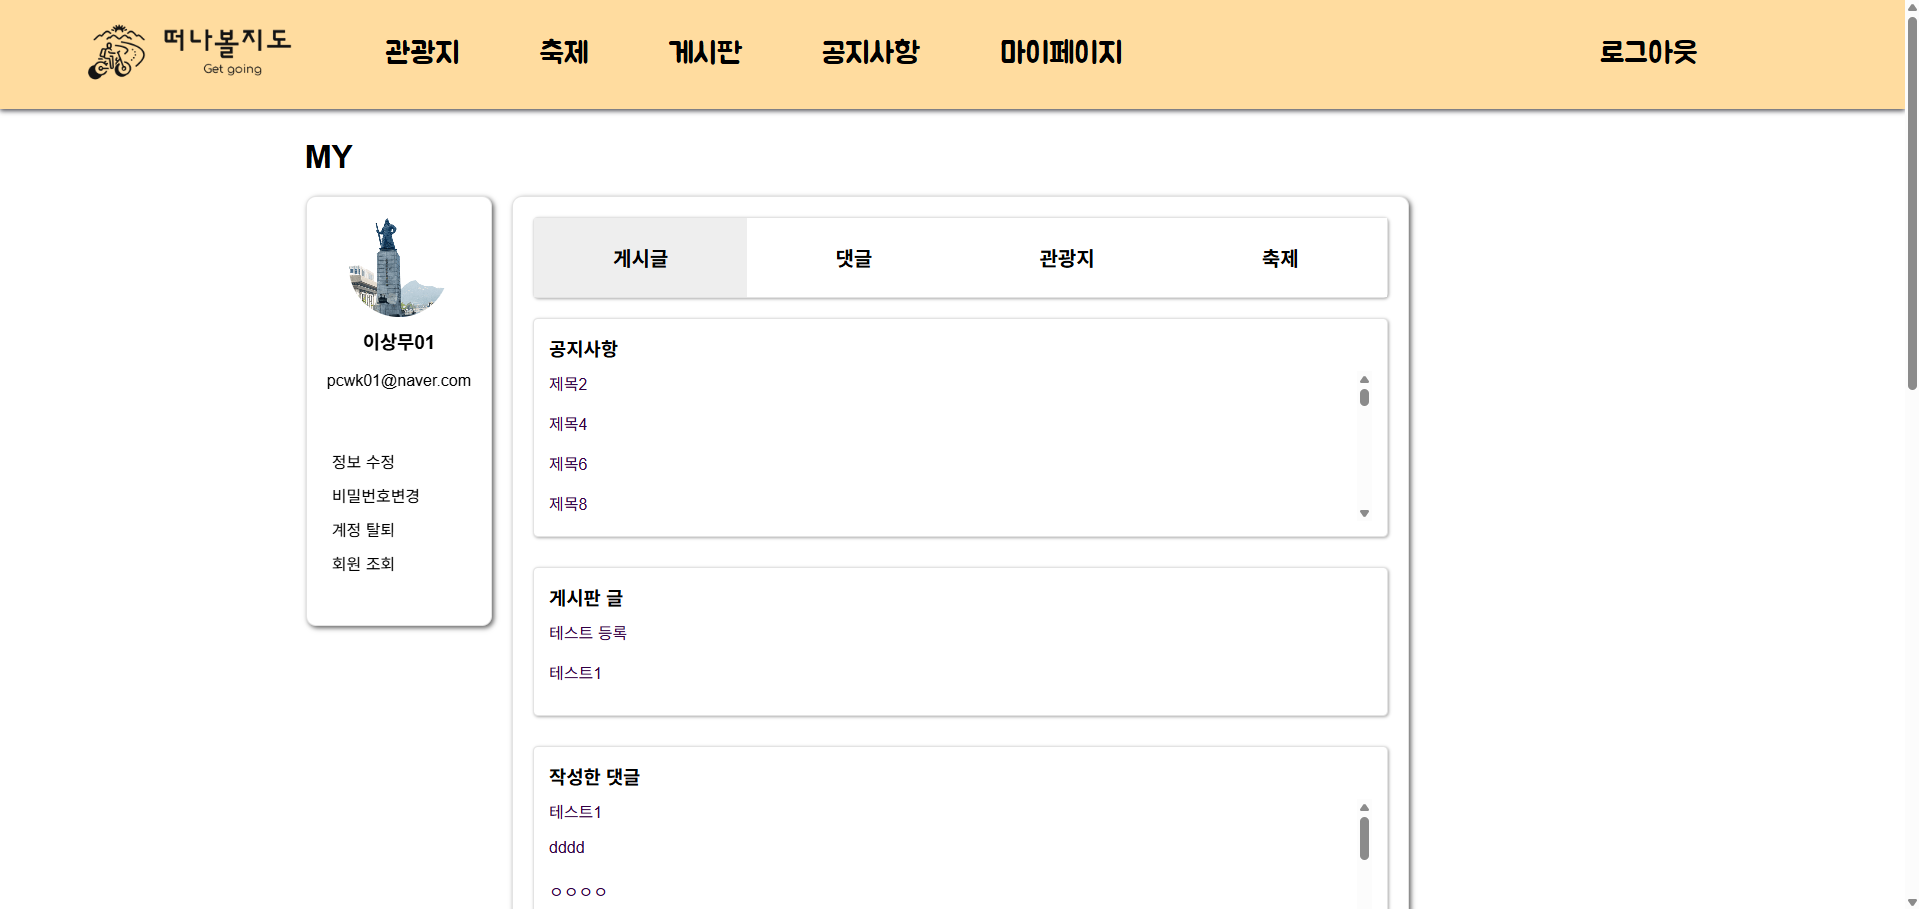 떠나볼지도
Get going
관광지
축제
게시판
공지사항
마이페이지
로그아웃
MY
이상무01
pcwk01@naver.com
정보 수정
비밀번호변경
계정 탈퇴
회원 조회
게시글
댓글
관광지
축제
공지사항
제목2
제목4
제목6
제목8
게시판 글
테스트 등록
테스트1
작성한 댓글
테스트1
dddd
ㅇㅇㅇㅇ